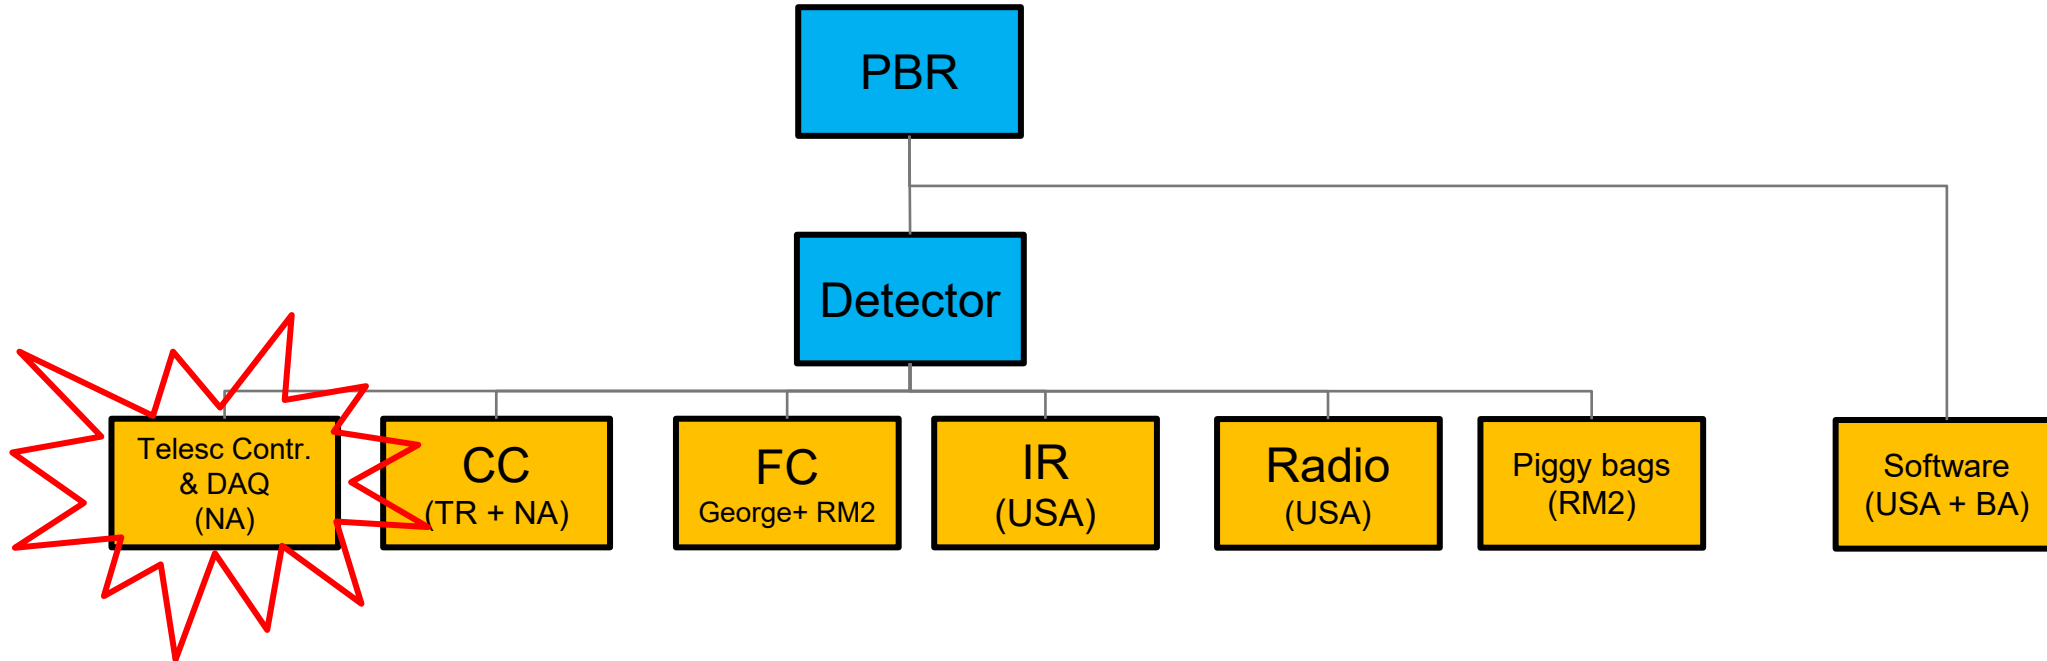 PBR
Detector
Telesc Contr.
& DAQ
(NA)
CC
(TR + NA)
FC
George+ RM2
IR
(USA)
Radio
(USA)
Piggy bags
(RM2)
Software
(USA + BA)